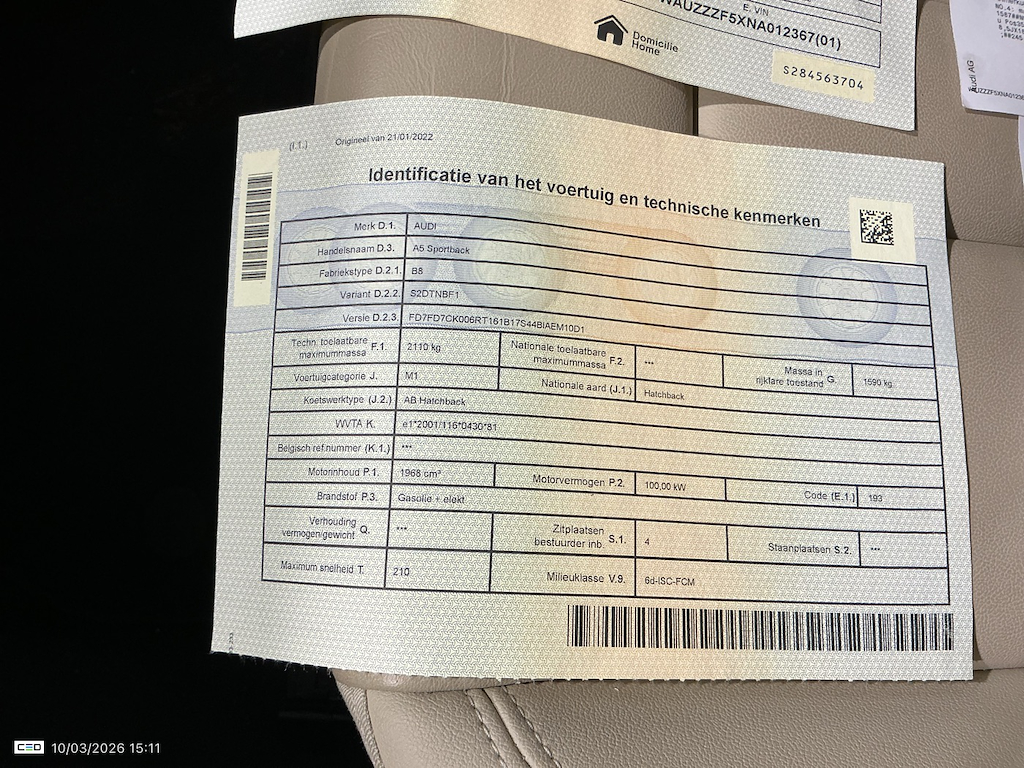 E. VIN
WAUZZZF5XNA012367(01)
Domicilie
Home
S284563704
Audi AG
(I.1.) Origineel van 21/01/2022
Identificatie van het voertuig en technische kenmerken
Merk D.1. AUDI
Handelsnaam D.3. A5 Sportback
Fabriekstype D.2.1. B8
Variant D.2.2. S2DTNBF1
Versie D.2.3. FD7FD7CK006RT161B17S44BIAEM10D1
Techn. toelaatbare maximummassa F.1. 2110 kg Nationale toelaatbare maximummassa F.2. *** Massa in rijklare toestand G. 1590 kg
Voertuigcategorie J. M1 Nationale aard (J.1.) Hatchback
Koetswerktype (J.2.) AB Hatchback
WVTA K. e1*2001/116*0430*81
Belgisch ref.nummer (K.1.) ***
Motorinhoud P.1. 1968 cm³ Motorvermogen P.2. 100,00 kW Code (E.1.) 193
Brandstof P.3. Gasolie + elekt
Verhouding vermogen/gewicht Q. *** Zitplaatsen bestuurder inb. S.1. 4 Staanplaatsen S.2. ***
Maximum snelheid T. 210 Milieuklasse V.9. 6d-ISC-FCM
CEO 10/03/2026 15:11